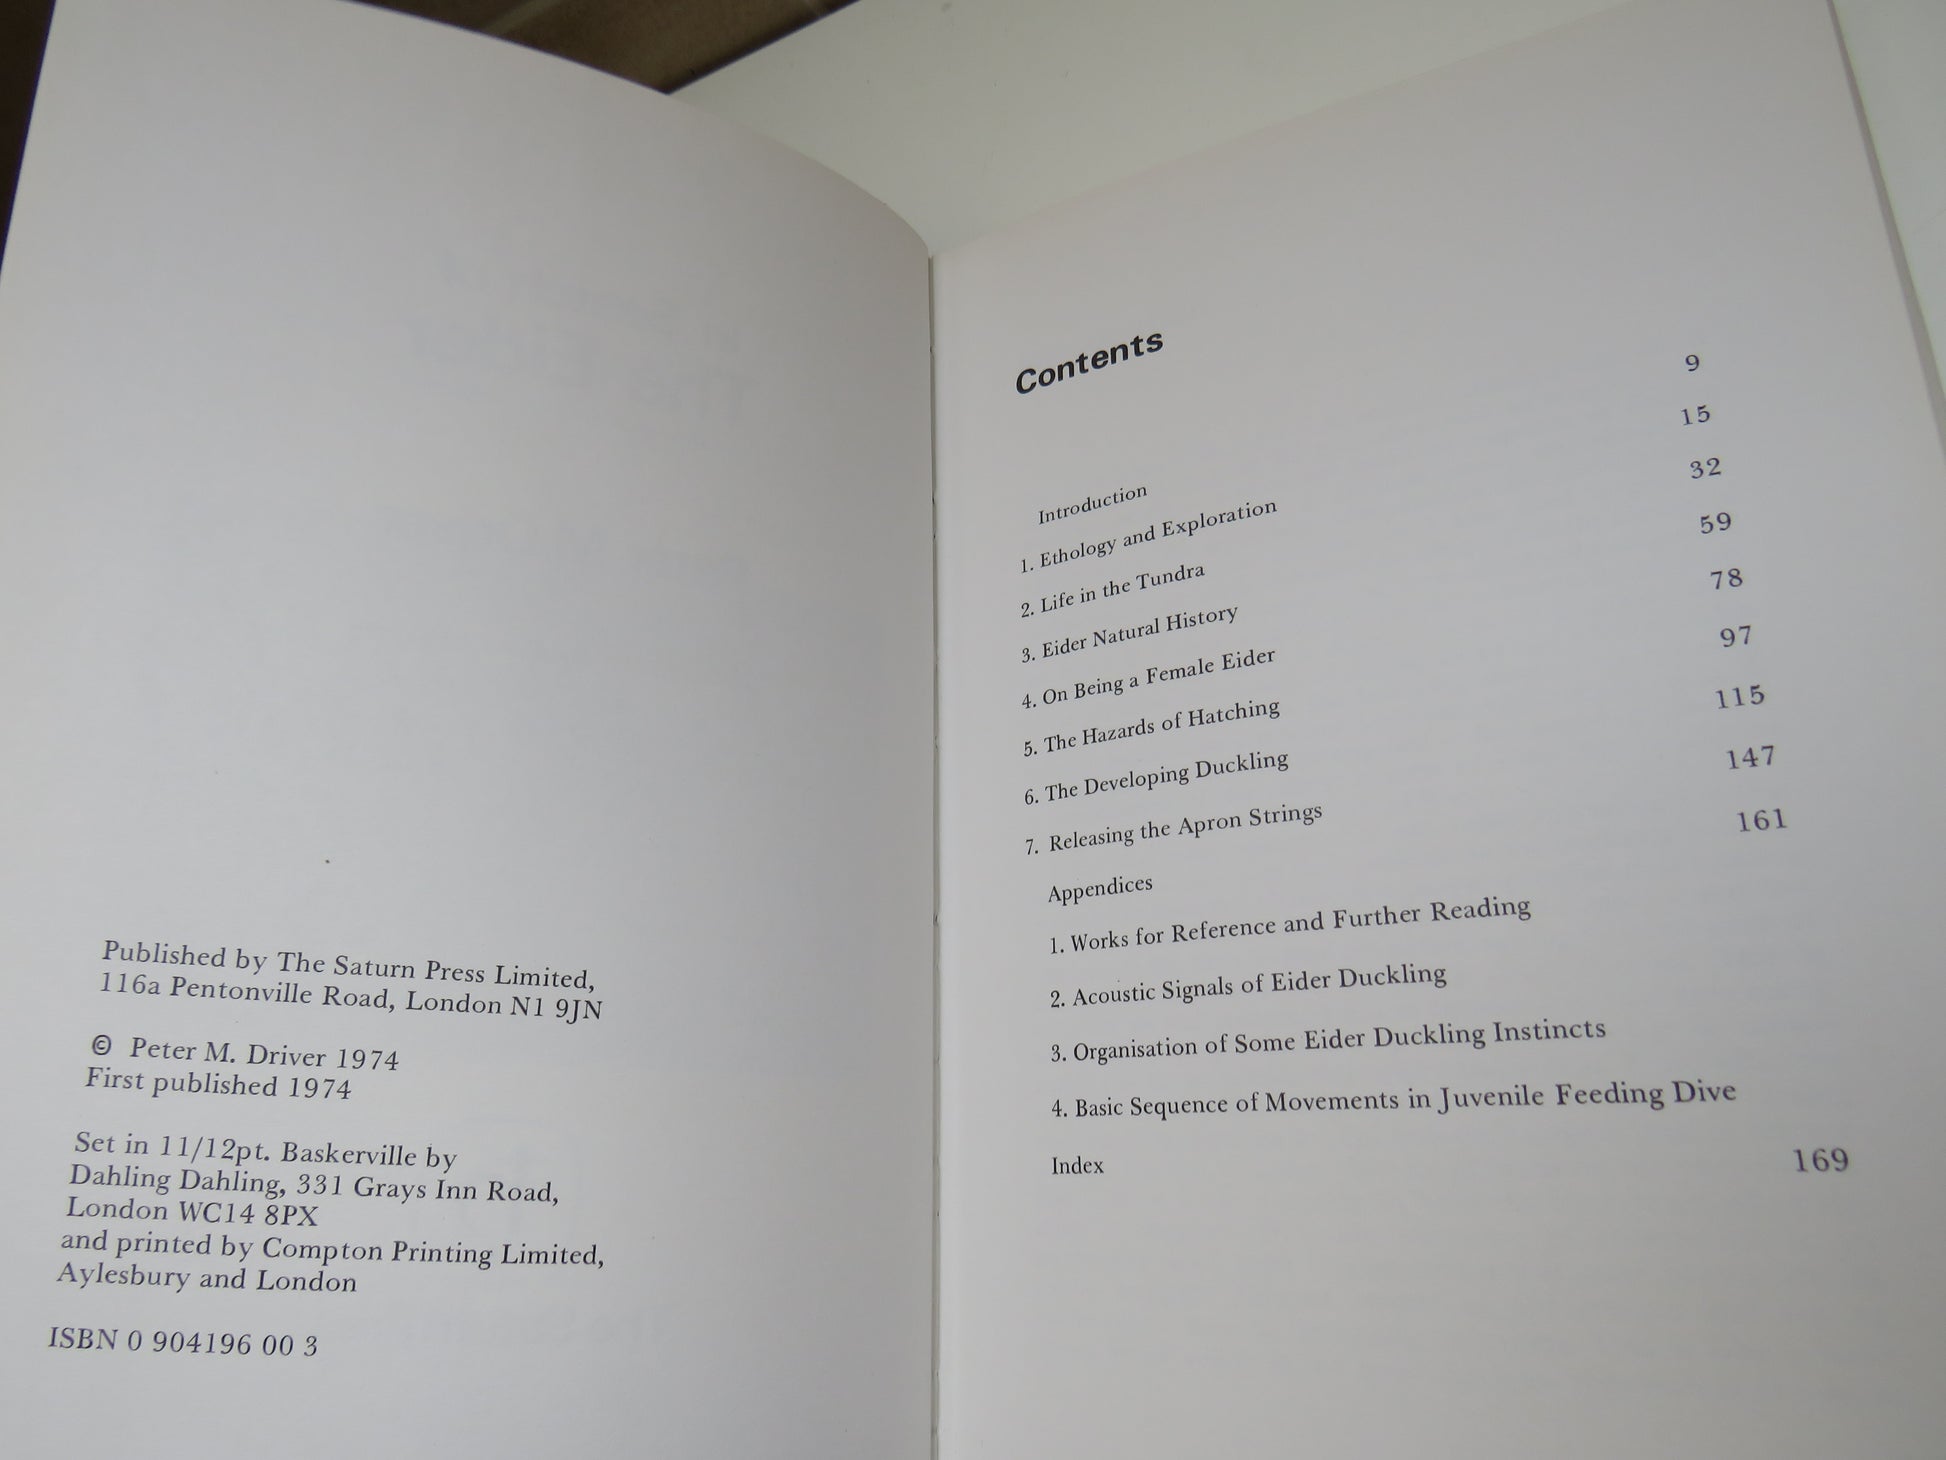 Published by The Saturn Press Limited,
116a Pentonville Road, London N1 9JN
© Peter M. Driver 1974
First published 1974
Set in 11/12pt. Baskerville by
Dahling Dahling, 331 Grays Inn Road,
London WC14 8PX
and printed by Compton Printing Limited,
Aylesbury and London
ISBN 0 904196 00 3
Contents
Introduction 9
1. Ethology and Exploration 15
2. Life in the Tundra 32
3. Eider Natural History 59
4. On Being a Female Eider 78
5. The Hazards of Hatching 97
6. The Developing Duckling 115
7. Releasing the Apron Strings 147
Appendices 161
1. Works for Reference and Further Reading
2. Acoustic Signals of Eider Duckling
3. Organisation of Some Eider Duckling Instincts
4. Basic Sequence of Movements in Juvenile Feeding Dive
Index 169